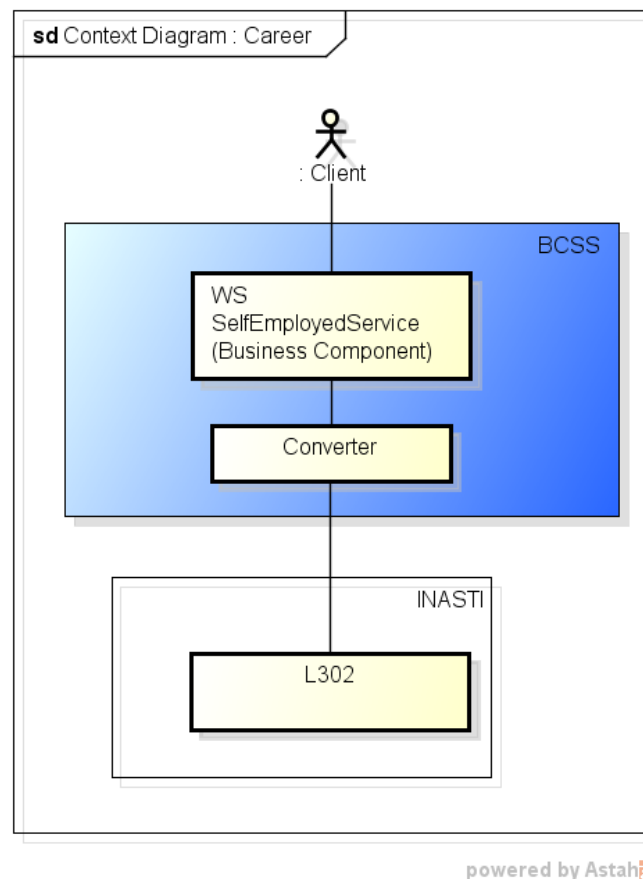 sd Context Diagram : Career
: Client
BCSS
WS
SelfEmployedService
(Business Component)
Converter
INASTI
L302
powered by Astah